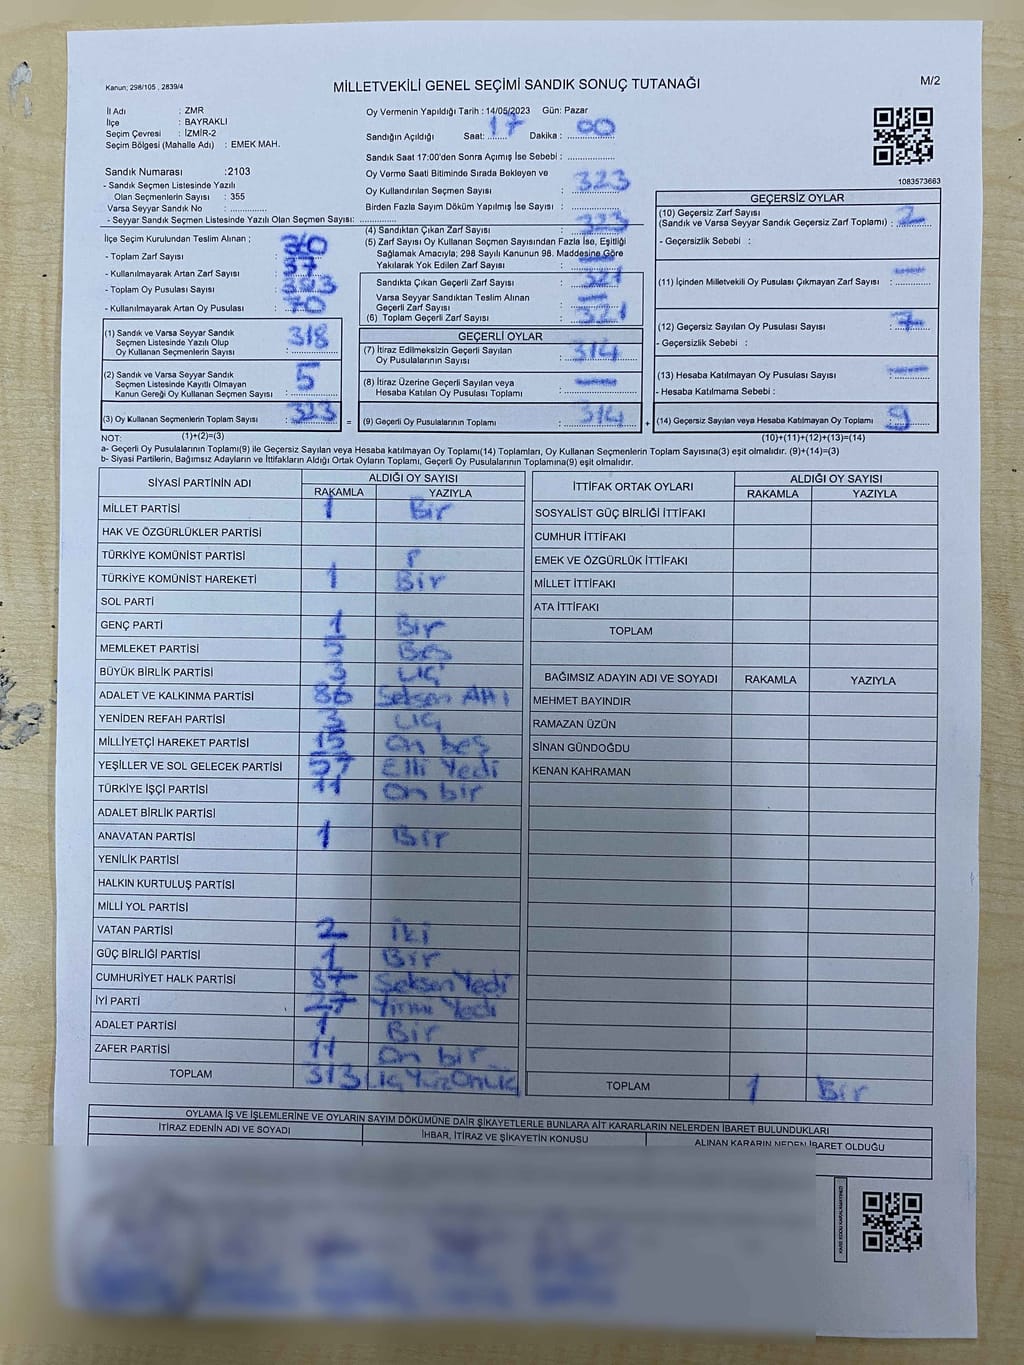 Kanun; 298/105 , 2839/4
MİLLETVEKİLİ GENEL SEÇİMİ SANDIK SONUÇ TUTANAĞI
M/2
İl Adı : ZMR
İlçe : BAYRAKLI
Seçim Çevresi : İZMİR-2
Seçim Bölgesi (Mahalle Adı) : EMEK MAH.
Sandık Numarası :2103
- Sandık Seçmen Listesinde Yazılı
Olan Seçmenlerin Sayısı : 355
Varsa Seyyar Sandık No : ..............
- Seyyar Sandık Seçmen Listesinde Yazılı Olan Seçmen Sayısı: ..............
Oy Vermenin Yapıldığı Tarih : 14/05/2023 Gün: Pazar
Sandığın Açıldığı Saat: 17 Dakika : 00
Sandık Saat 17:00'den Sonra Açımış İse Sebebi : ..............
Oy Verme Saati Bitiminde Sırada Bekleyen ve
Oy Kullandırılan Seçmen Sayısı : 323
Birden Fazla Sayım Döküm Yapılmış İse Sayısı : ..............
1083573663
İlçe Seçim Kurulundan Teslim Alınan ;
- Toplam Zarf Sayısı :
- Kullanılmayarak Artan Zarf Sayısı : 37
- Toplam Oy Pusulası Sayısı :
- Kullanılmayarak Artan Oy Pusulası : 70
(1) Sandık ve Varsa Seyyar Sandık
Seçmen Listesinde Yazılı Olup
Oy Kullanan Seçmenlerin Sayısı : 318
(2) Sandık ve Varsa Seyyar Sandık
Seçmen Listesinde Kayıtlı Olmayan
Kanun Gereği Oy Kullanan Seçmen Sayısı : 5
(3) Oy Kullanan Seçmenlerin Toplam Sayısı : 323
(4) Sandıktan Çıkan Zarf Sayısı : 323
(5) Zarf Sayısı Oy Kullanan Seçmen Sayısından Fazla İse, Eşitliği
Sağlamak Amacıyla; 298 Sayılı Kanunun 98. Maddesine Göre
Yakılarak Yok Edilen Zarf Sayısı : —
Sandıkta Çıkan Geçerli Zarf Sayısı : 321
Varsa Seyyar Sandıktan Teslim Alınan
Geçerli Zarf Sayısı : —
(6) Toplam Geçerli Zarf Sayısı : 321
GEÇERLİ OYLAR
(7) İtiraz Edilmeksizin Geçerli Sayılan
Oy Pusulalarının Sayısı : 314
(8) İtiraz Üzerine Geçerli Sayılan veya
Hesaba Katılan Oy Pusulası Toplamı : —
= (9) Geçerli Oy Pusulalarının Toplamı : 314
GEÇERSİZ OYLAR
(10) Geçersiz Zarf Sayısı
(Sandık ve Varsa Seyyar Sandık Geçersiz Zarf Toplamı) : 2
- Geçersizlik Sebebi :
(11) İçinden Milletvekili Oy Pusulası Çıkmayan Zarf Sayısı : —
(12) Geçersiz Sayılan Oy Pusulası Sayısı : 7
- Geçersizlik Sebebi :
(13) Hesaba Katılmayan Oy Pusulası Sayısı : —
- Hesaba Katılmama Sebebi :
+ (14) Geçersiz Sayılan veya Hesaba Katılmayan Oy Toplamı : 9
NOT: (1)+(2)=(3)
(10)+(11)+(12)+(13)=(14)
a- Geçerli Oy Pusulalarının Toplamı(9) ile Geçersiz Sayılan veya Hesaba Katılmayan Oy Toplamı(14) Toplamları, Oy Kullanan Seçmenlerin Toplam Sayısına(3) eşit olmalıdır. (9)+(14)=(3)
b- Siyasi Partilerin, Bağımsız Adayların ve İttifakların Aldığı Ortak Oyların Toplamı, Geçerli Oy Pusulalarının Toplamına(9) eşit olmalıdır.
SİYASİ PARTİNİN ADI
ALDIĞI OY SAYISI
RAKAMLA YAZIYLA
MİLLET PARTİSİ 1 Bir
HAK VE ÖZGÜRLÜKLER PARTİSİ
TÜRKİYE KOMÜNİST PARTİSİ
TÜRKİYE KOMÜNİST HAREKETİ 1 Bir
SOL PARTİ
GENÇ PARTİ 1 Bir
MEMLEKET PARTİSİ 5 Beş
BÜYÜK BİRLİK PARTİSİ 3 Üç
ADALET VE KALKINMA PARTİSİ 86 Seksen Altı
YENİDEN REFAH PARTİSİ 3 Üç
MİLLİYETÇİ HAREKET PARTİSİ 15 On beş
YEŞİLLER VE SOL GELECEK PARTİSİ 57 Elli Yedi
TÜRKİYE İŞÇİ PARTİSİ 11 On bir
ADALET BİRLİK PARTİSİ
ANAVATAN PARTİSİ 1 Bir
YENİLİK PARTİSİ
HALKIN KURTULUŞ PARTİSİ
MİLLİ YOL PARTİSİ
VATAN PARTİSİ 2 İki
GÜÇ BİRLİĞİ PARTİSİ 1 Bir
CUMHURİYET HALK PARTİSİ 87 Seksen Yedi
İYİ PARTİ 27 Yirmi Yedi
ADALET PARTİSİ 1 Bir
ZAFER PARTİSİ 11 On bir
TOPLAM 313 Üç Yüz On Üç
İTTİFAK ORTAK OYLARI
ALDIĞI OY SAYISI
RAKAMLA YAZIYLA
SOSYALİST GÜÇ BİRLİĞİ İTTİFAKI
CUMHUR İTTİFAKI
EMEK VE ÖZGÜRLÜK İTTİFAKI
MİLLET İTTİFAKI
ATA İTTİFAKI
TOPLAM
BAĞIMSIZ ADAYIN ADI VE SOYADI RAKAMLA YAZIYLA
MEHMET BAYINDIR
RAMAZAN ÜZÜN
SİNAN GÜNDOĞDU
KENAN KAHRAMAN
TOPLAM 1 Bir
OYLAMA İŞ VE İŞLEMLERİNE VE OYLARIN SAYIM DÖKÜMÜNE DAİR ŞİKAYETLERLE BUNLARA AİT KARARLARIN NELERDEN İBARET BULUNDUKLARI
İTİRAZ EDENİN ADI VE SOYADI
İHBAR, İTİRAZ VE ŞİKAYETİN KONUSU
ALINAN KARARIN NEDEN İBARET OLDUĞU